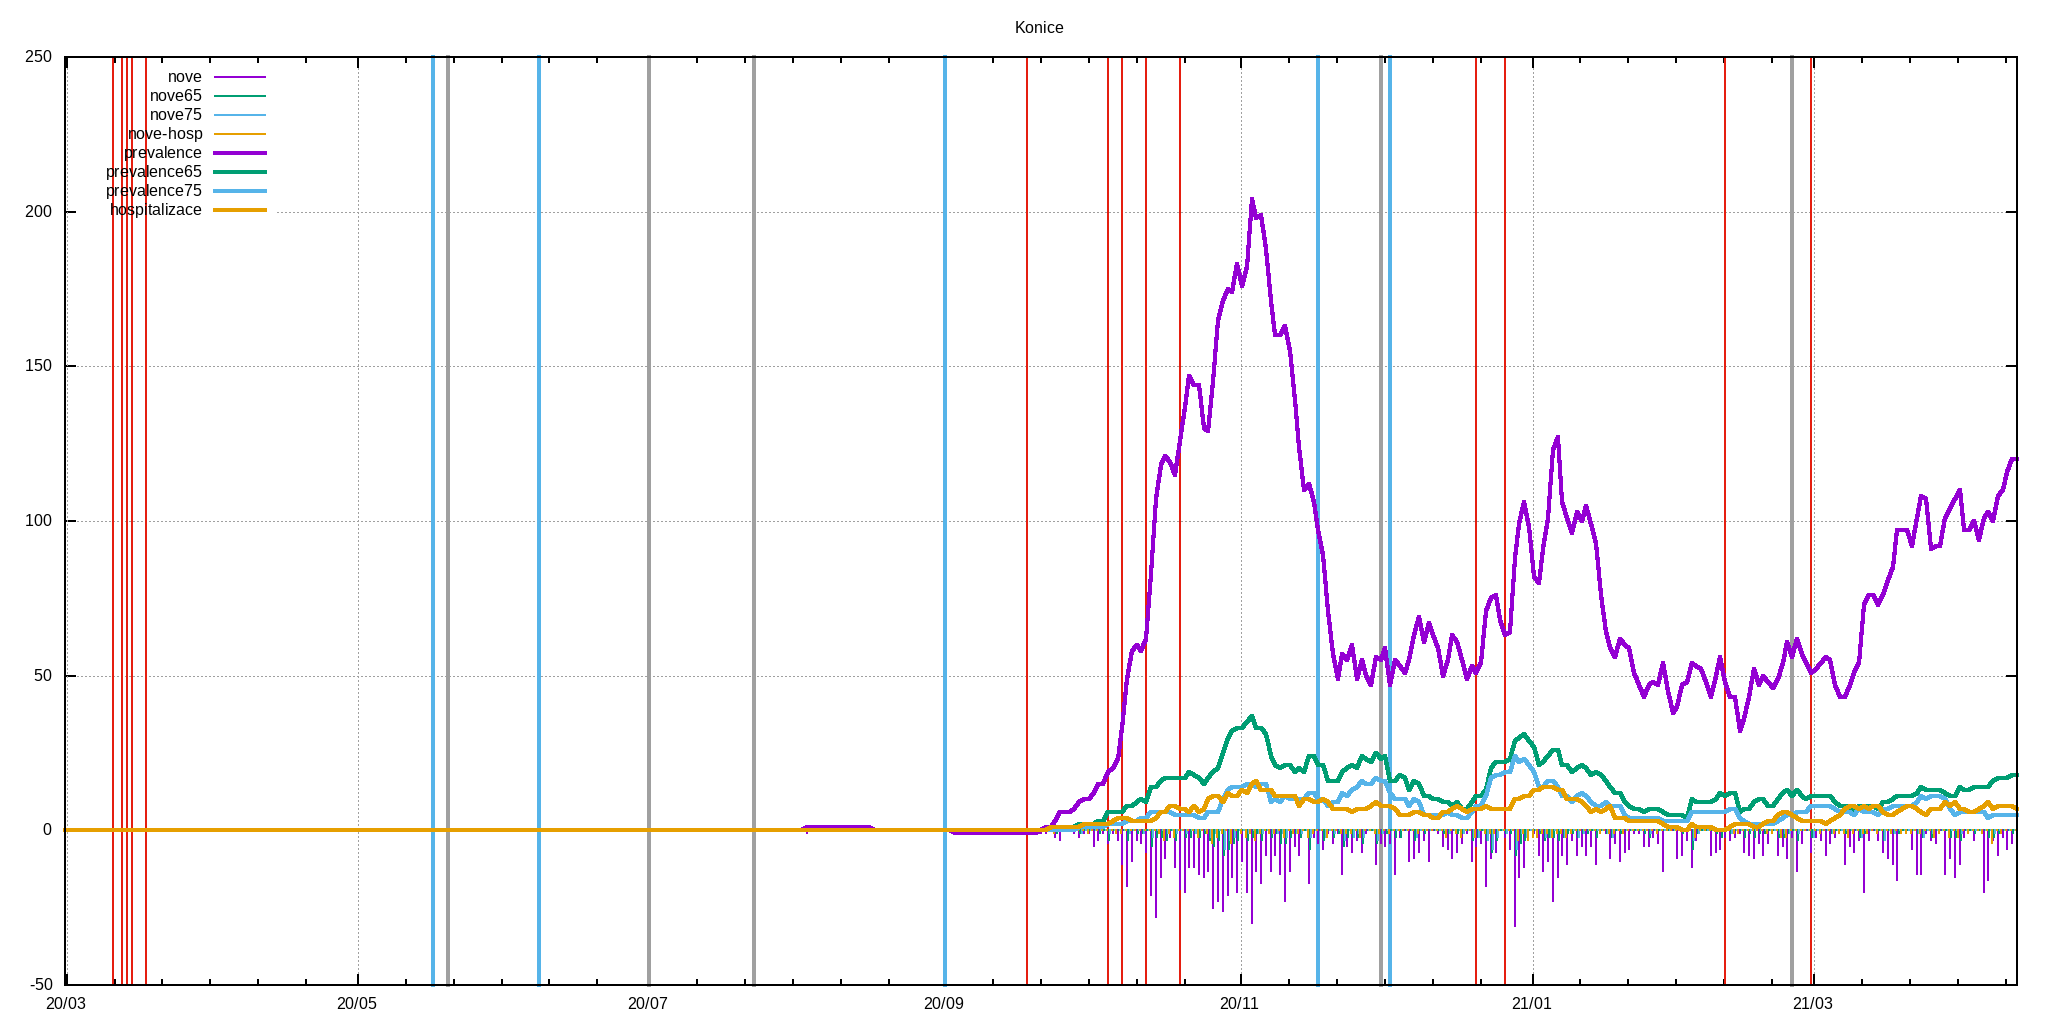 Konice
250
nove
nove65
nove75
nove-hosp
prevalence
prevalence65
prevalence75
hospitalizace
200
150
100
50
0
-50
20/03 20/05 20/07 20/09 20/11 21/01 21/03